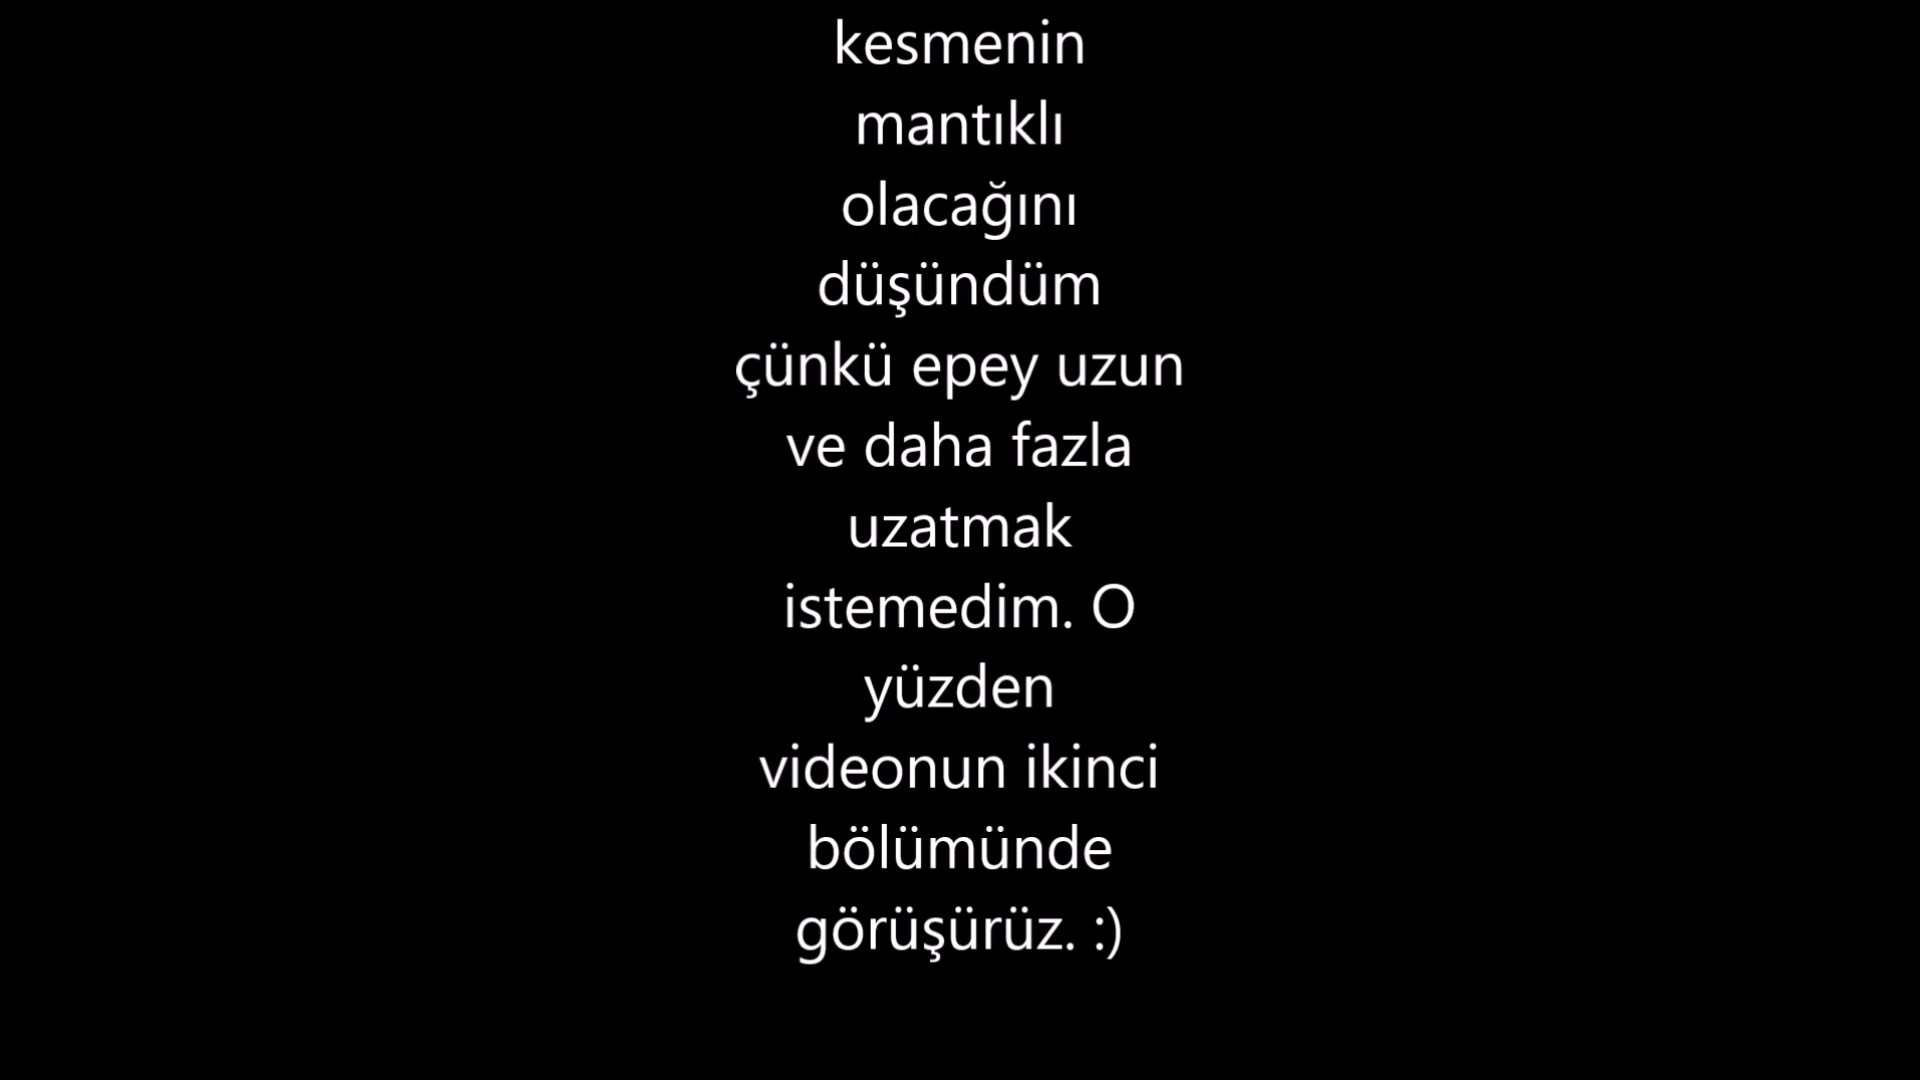 kesmenin
mantıklı
olacağını
düşündüm
çünkü epey uzun
ve daha fazla
uzatmak
istemedim. O
yüzden
videonun ikinci
bölümünde
görüşürüz. :)